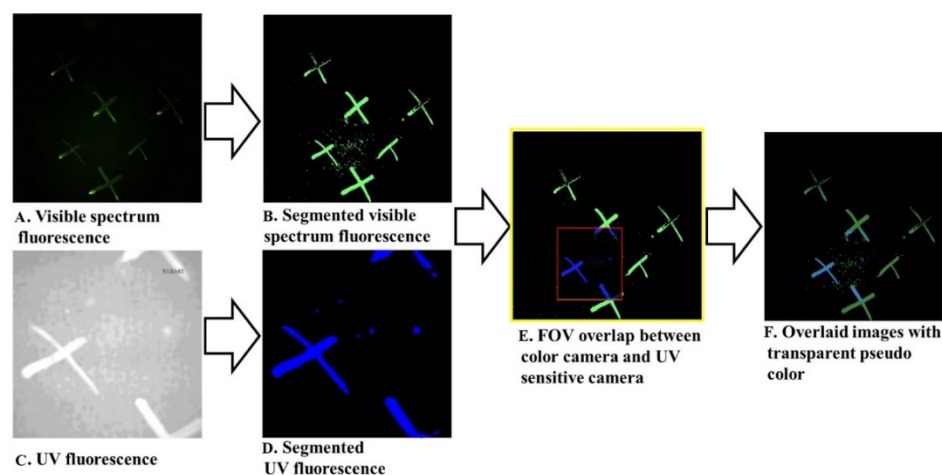 A. Visible spectrum
fluorescence
B. Segmented visible
spectrum fluorescence
C. UV fluorescence
D. Segmented
UV fluorescence
E. FOV overlap between
color camera and UV
sensitive camera
F. Overlaid images with
transparent pseudo
color